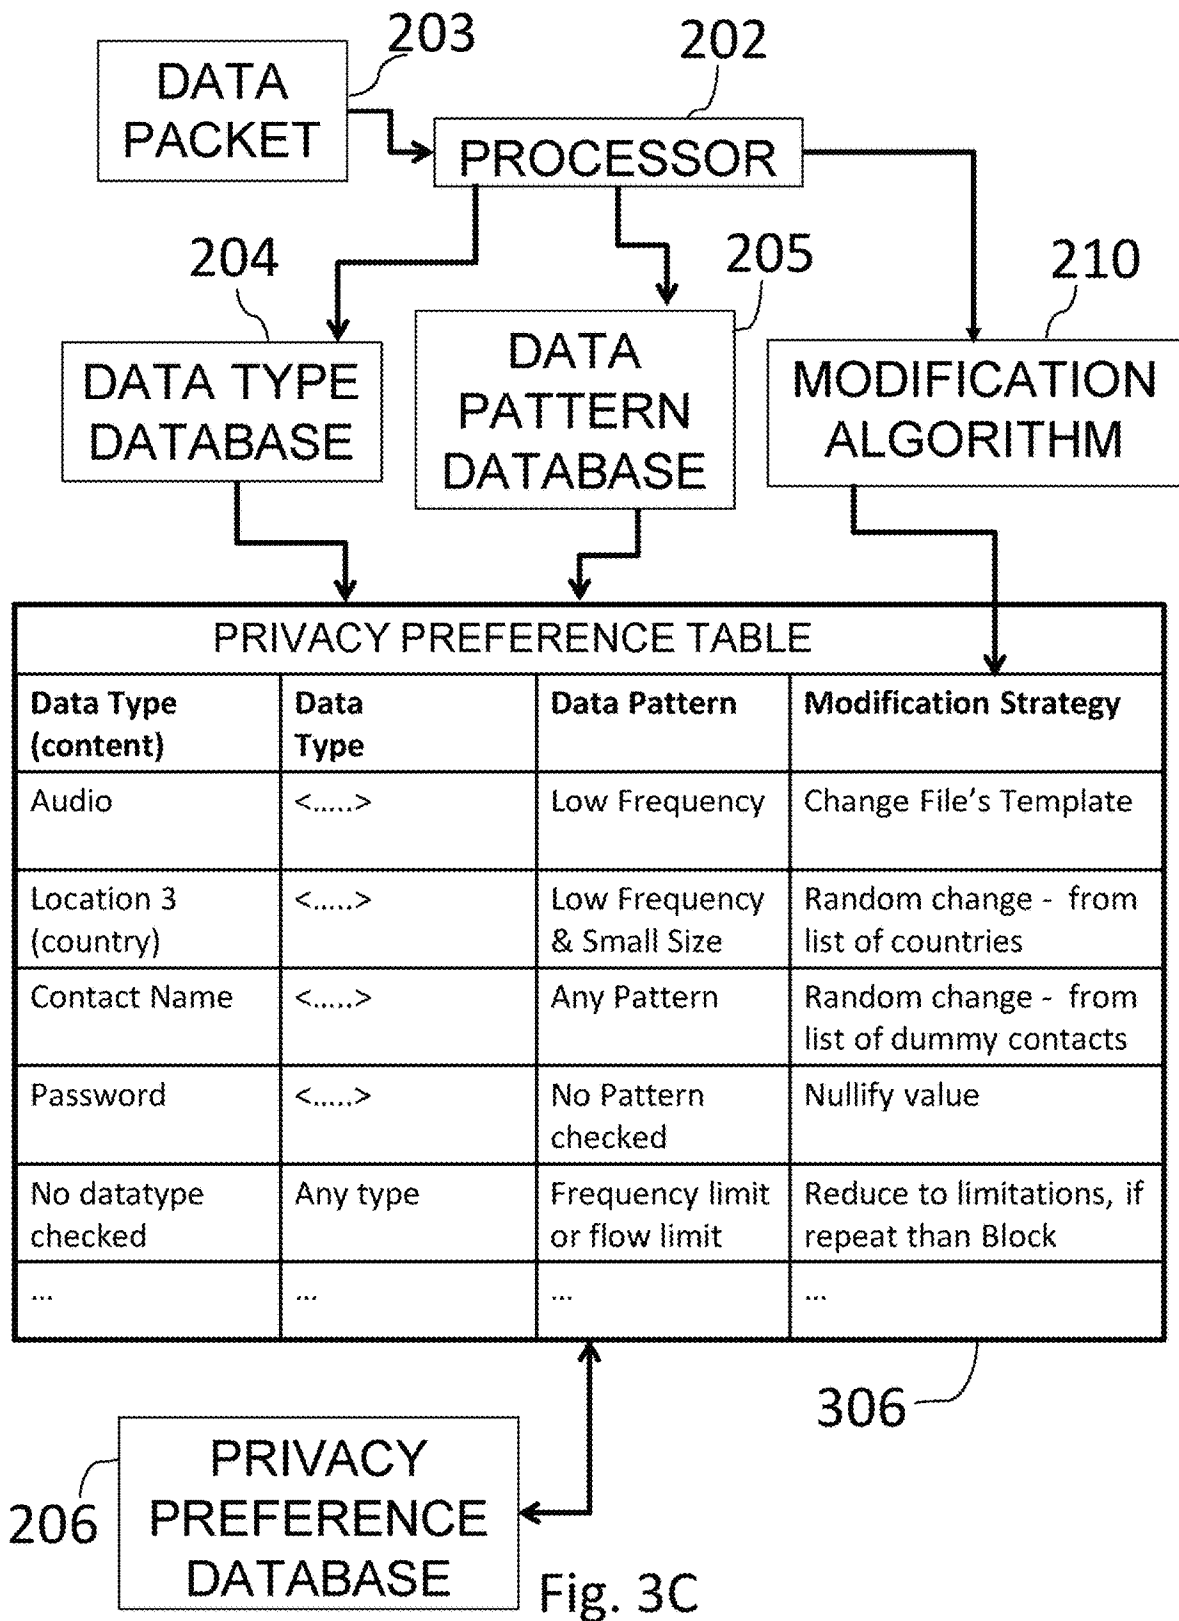 203
202
DATA
PACKET
PROCESSOR
204
205
210
DATA TYPE
DATABASE
DATA
PATTERN
DATABASE
MODIFICATION
ALGORITHM
PRIVACY PREFERENCE TABLE
Data Type
(content)
Data
Type
Data Pattern
Modification Strategy
Audio
<.....>
Low Frequency
Change File's Template
Location 3
(country)
<.....>
Low Frequency
& Small Size
Random change - from
list of countries
Contact Name
<.....>
Any Pattern
Random change - from
list of dummy contacts
Password
<.....>
No Pattern
checked
Nullify value
No datatype
checked
Any type
Frequency limit
or flow limit
Reduce to limitations, if
repeat than Block
...
...
...
...
306
PRIVACY
PREFERENCE
DATABASE
206
Fig. 3C